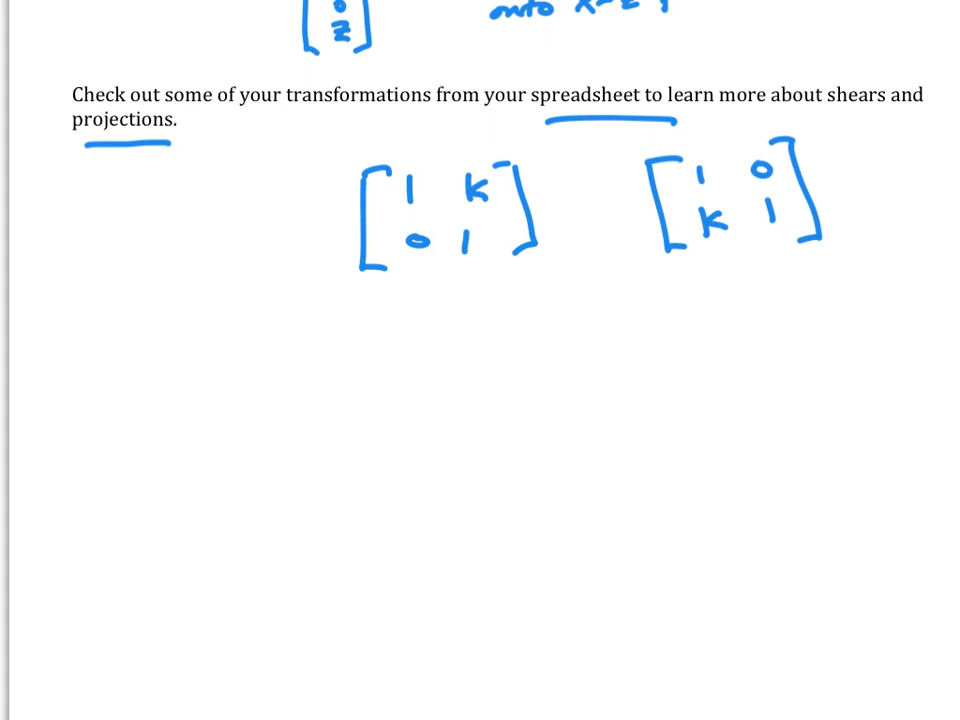 0
z
onto
Check out some of your transformations from your spreadsheet to learn more about shears and
projections.
[1 k] [1 0]
[0 1] [k 1]